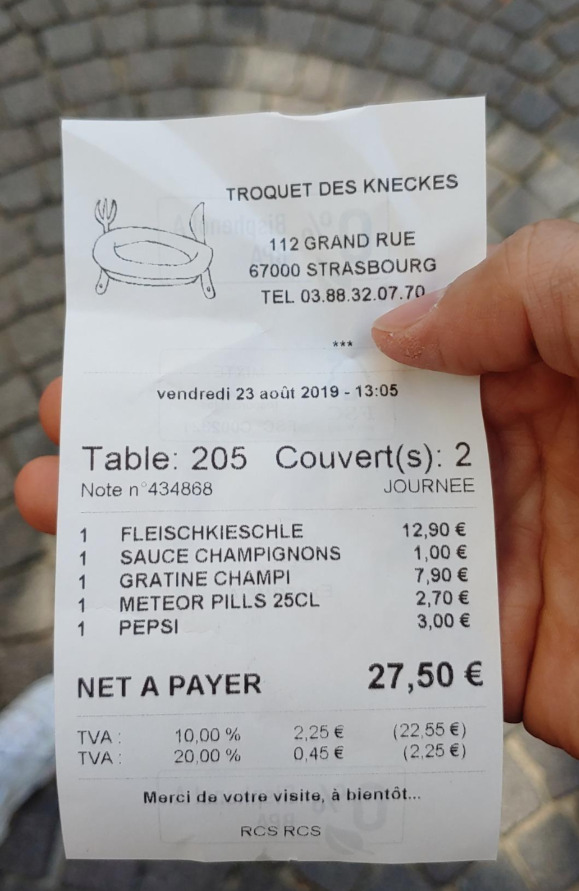 TROQUET DES KNECKES
112 GRAND RUE
67000 STRASBOURG
TEL 03.88.32.07.70
***
vendredi 23 août 2019 - 13:05
Table: 205 Couvert(s): 2
Note n°434868 JOURNEE
1 FLEISCHKIESCHLE 12,90 €
1 SAUCE CHAMPIGNONS 1,00 €
1 GRATINE CHAMPI 7,90 €
1 METEOR PILLS 25CL 2,70 €
1 PEPSI 3,00 €
NET A PAYER 27,50 €
TVA : 10,00 % 2,25 € (22,55 €)
TVA : 20,00 % 0,45 € (2,25 €)
Merci de votre visite, à bientôt...
RCS RCS